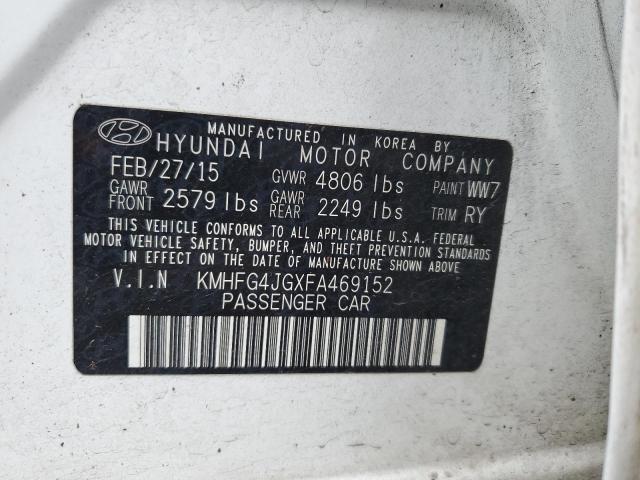 MANUFACTURED IN KOREA BY
HYUNDAI MOTOR COMPANY
FEB/27/15 GVWR 4806 lbs PAINT WW7
GAWR FRONT 2579 lbs GAWR REAR 2249 lbs TRIM RY
THIS VEHICLE CONFORMS TO ALL APPLICABLE U.S.A. FEDERAL
MOTOR VEHICLE SAFETY, BUMPER, AND THEFT PREVENTION STANDARDS
IN EFFECT ON THE DATE OF MANUFACTURE SHOWN ABOVE.
V.I.N KMHFG4JGXFA469152
PASSENGER CAR